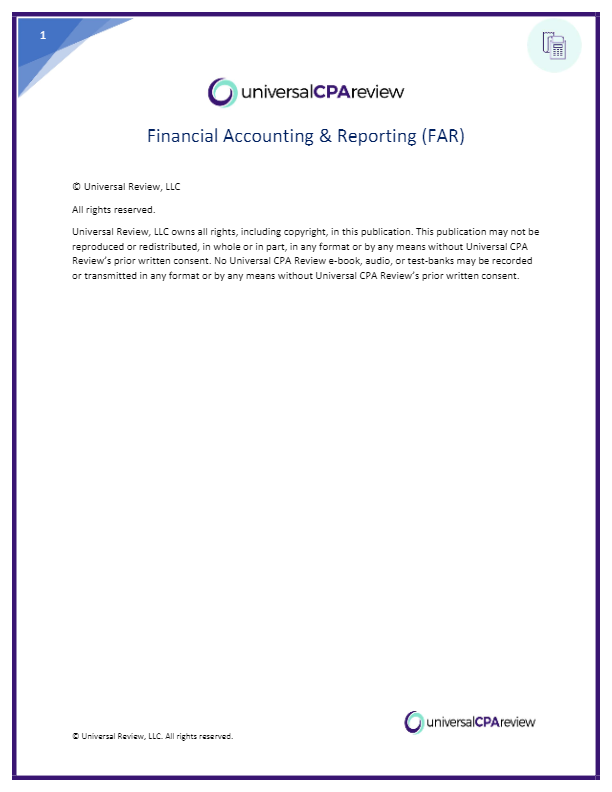 1
universalCPAreview
Financial Accounting & Reporting (FAR)
© Universal Review, LLC
All rights reserved.
Universal Review, LLC owns all rights, including copyright, in this publication. This publication may not be
reproduced or redistributed, in whole or in part, in any format or by any means without Universal CPA
Review’s prior written consent. No Universal CPA Review e-book, audio, or test-banks may be recorded
or transmitted in any format or by any means without Universal CPA Review’s prior written consent.
universalCPAreview
© Universal Review, LLC. All rights reserved.